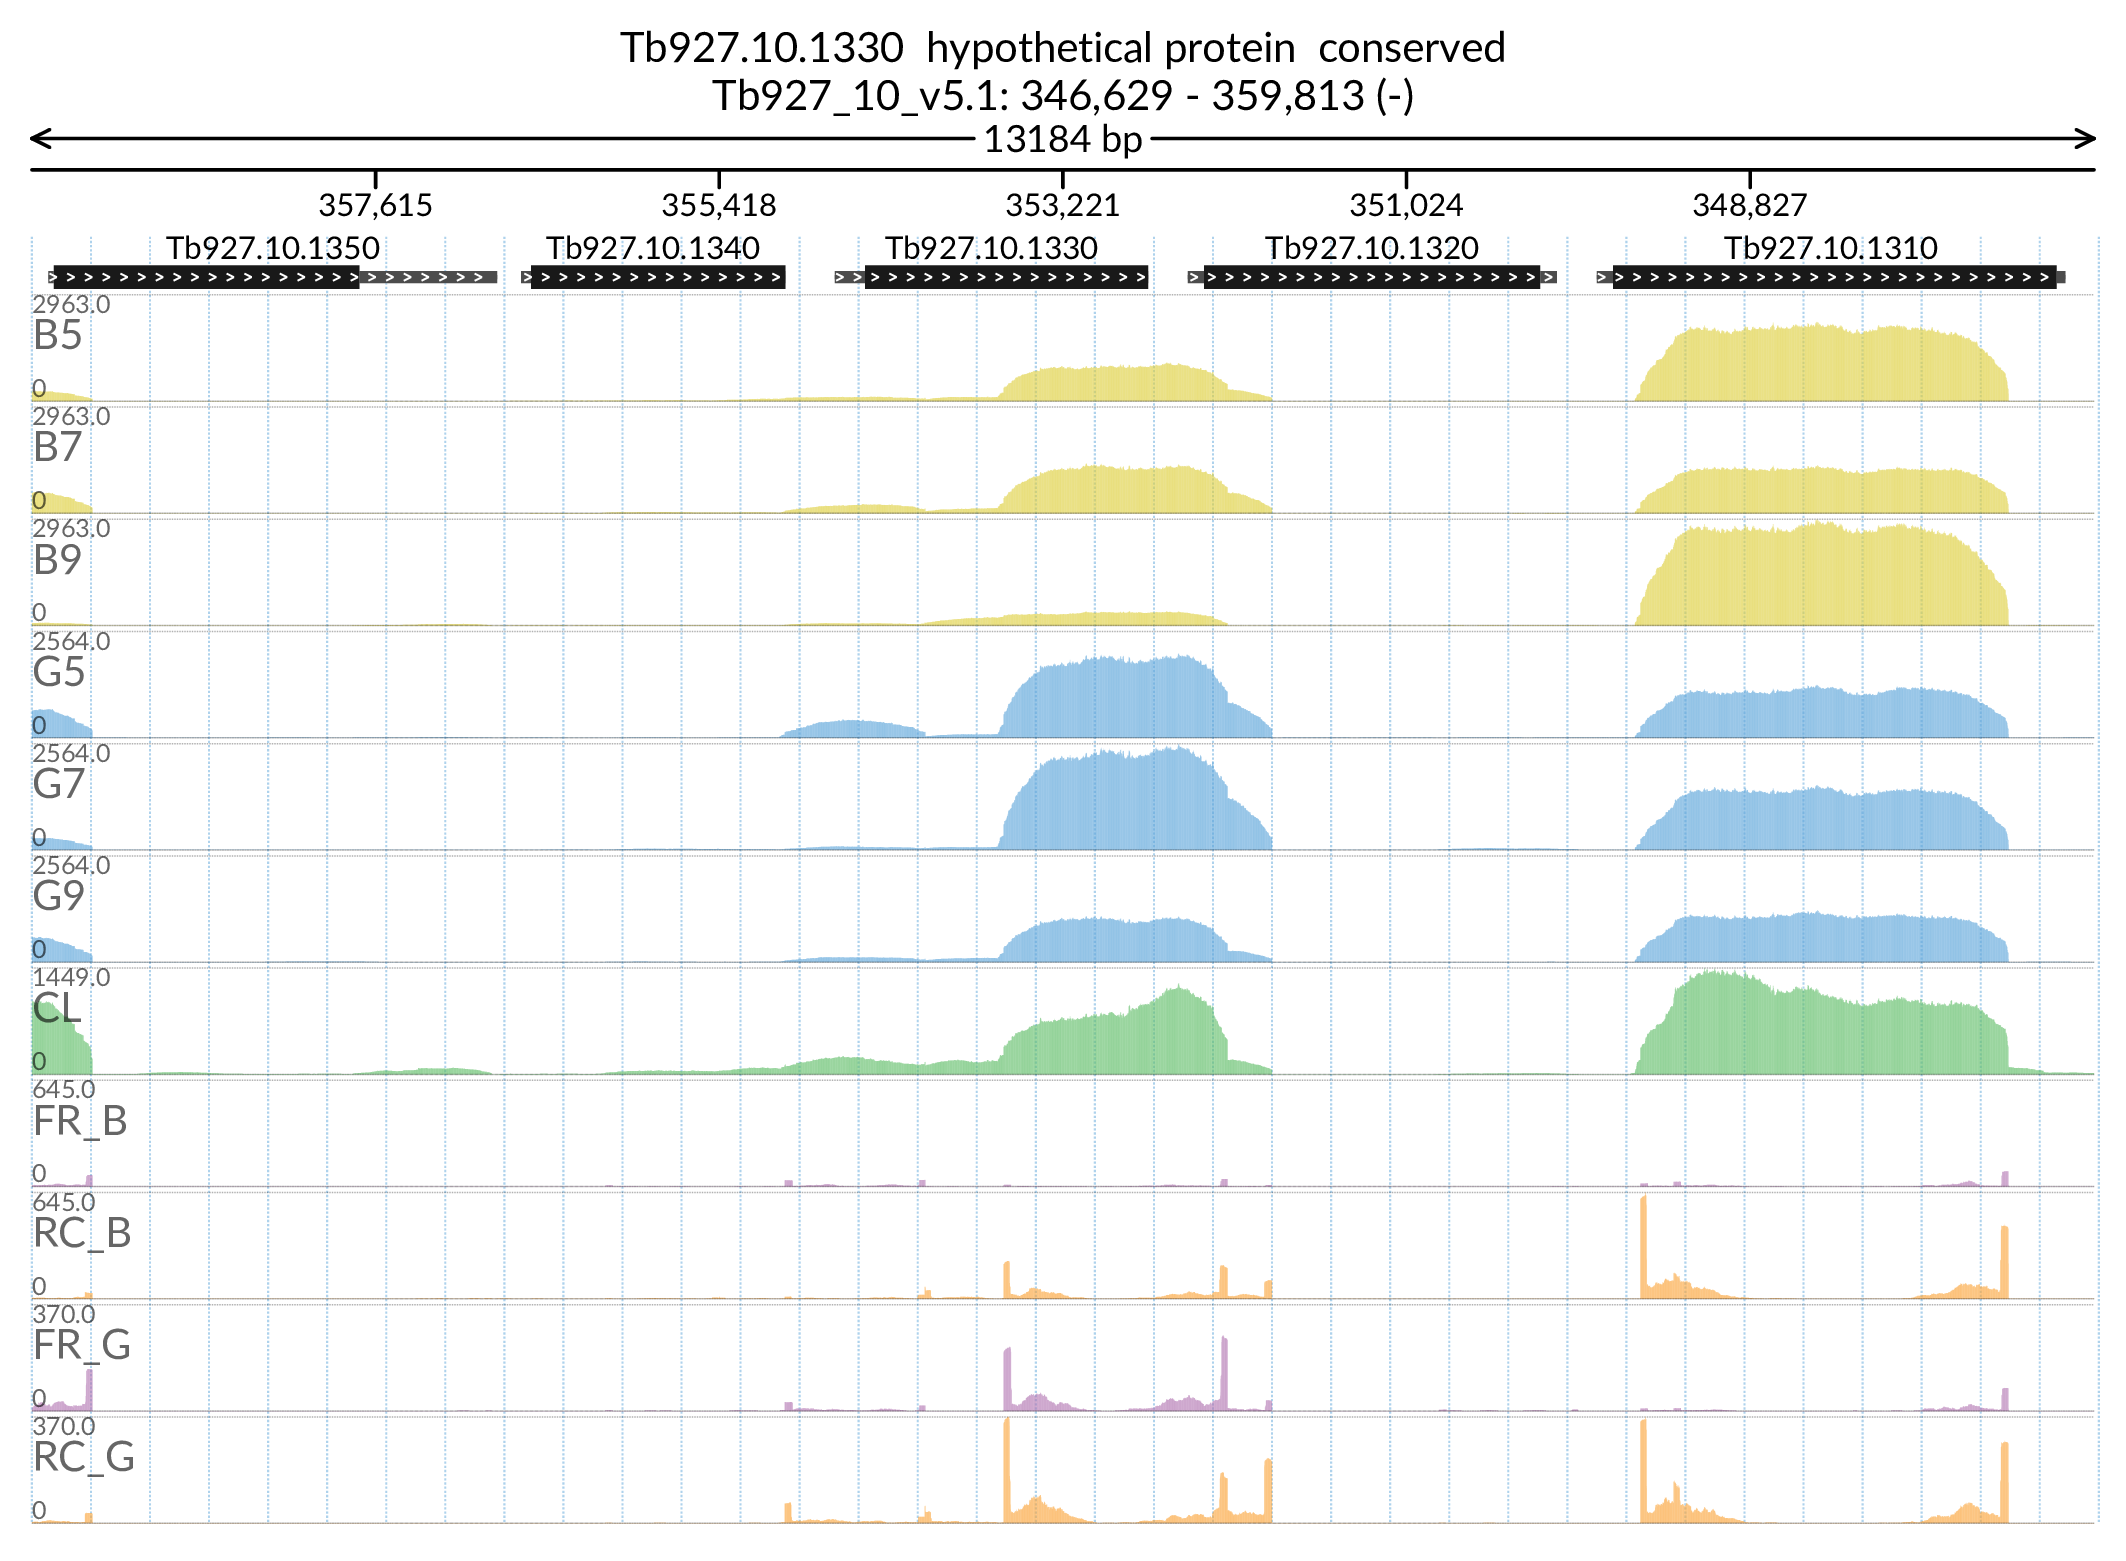 Tb927.10.1330  hypothetical protein  conserved
Tb927_10_v5.1: 346,629 - 359,813 (-)
13184 bp
357,615 355,418 353,221 351,024 348,827
Tb927.10.1350 Tb927.10.1340 Tb927.10.1330 Tb927.10.1320 Tb927.10.1310
2963.0
B5
0
2963.0
B7
0
2963.0
B9
0
2564.0
G5
0
2564.0
G7
0
2564.0
G9
0
1449.0
CL
0
645.0
FR_B
0
645.0
RC_B
0
370.0
FR_G
0
370.0
RC_G
0